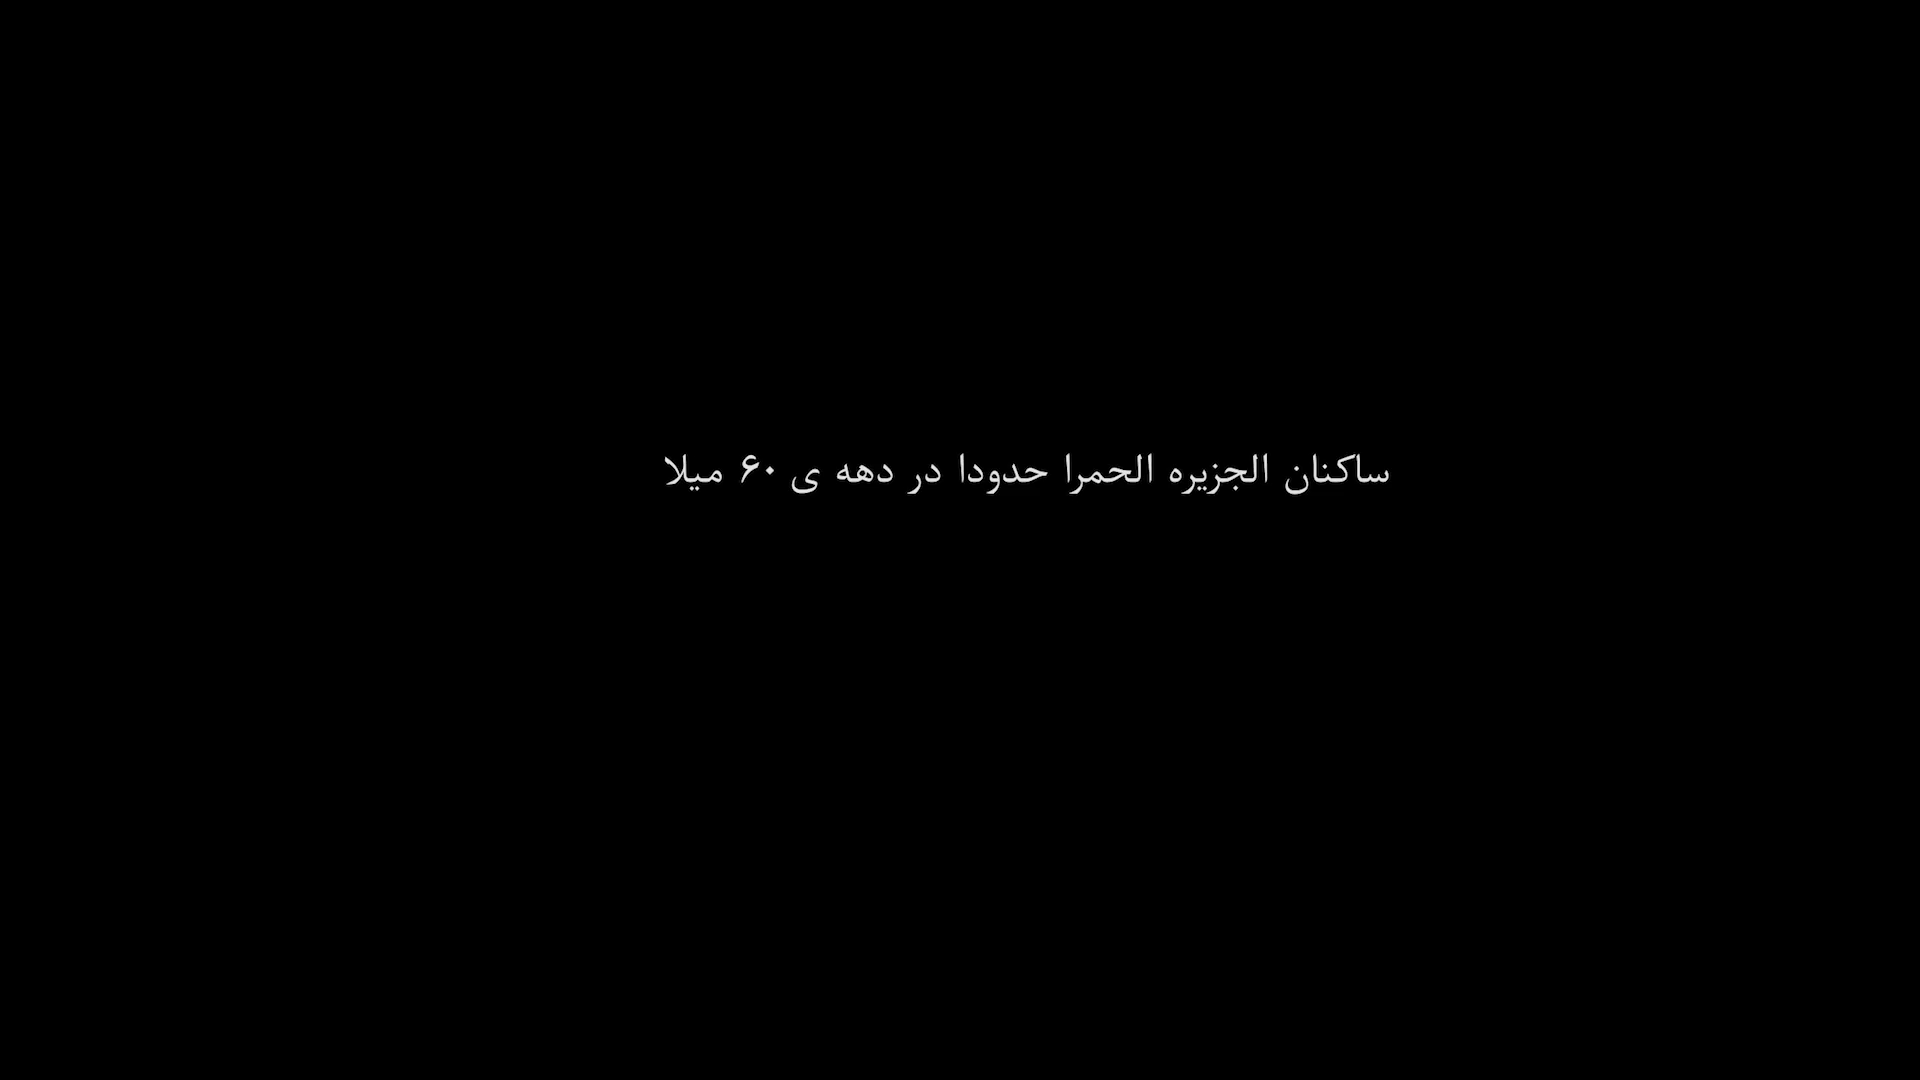 ساکنان الجزیره الحمرا حدودا در دهه ی ۶۰ میلا